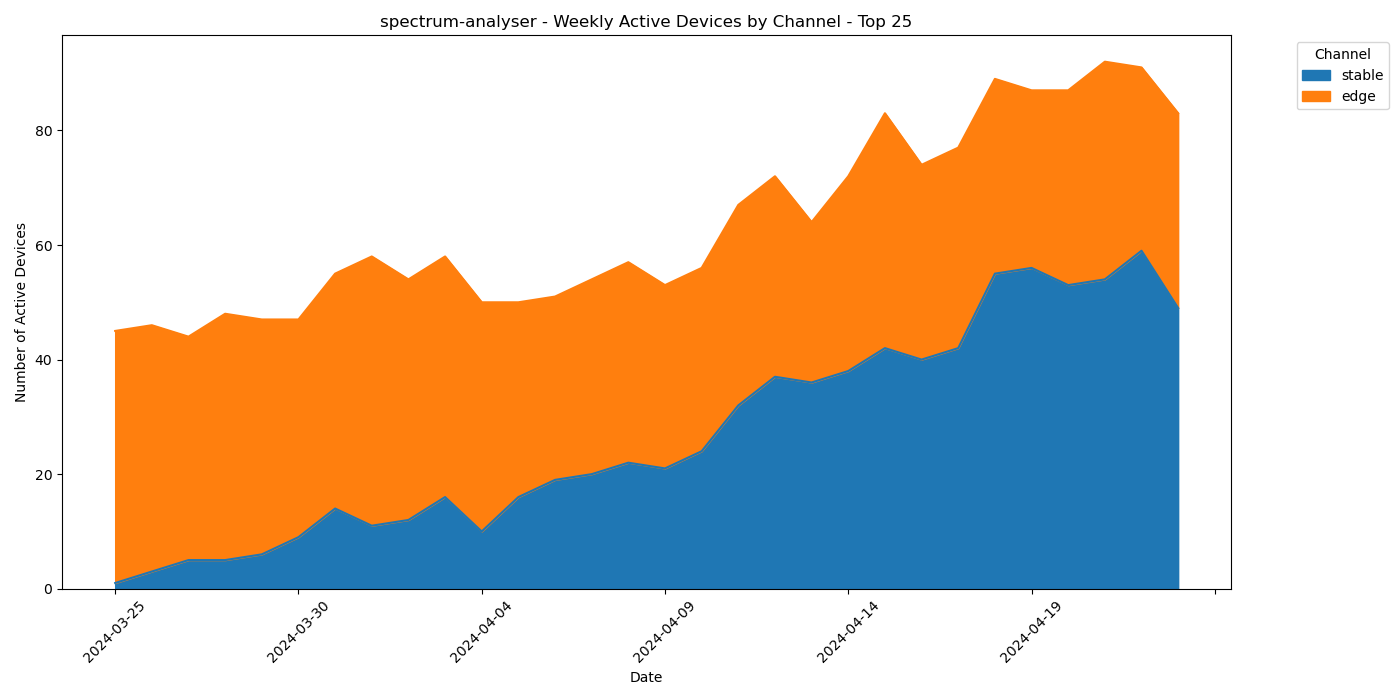 spectrum-analyser - Weekly Active Devices by Channel - Top 25
Channel
stable
edge
Number of Active Devices
80
60
40
20
0
2024-03-25
2024-03-30
2024-04-04
2024-04-09
2024-04-14
2024-04-19
Date